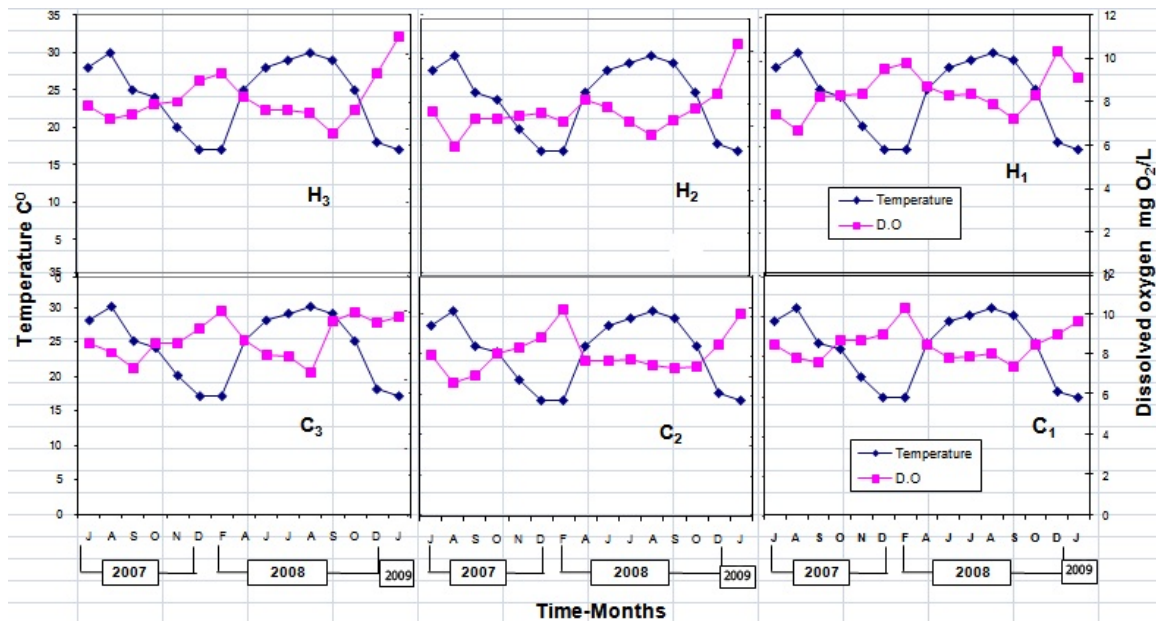 Temperature C⁰
35
30
25
20
15
10
5
35
0
30
25
20
15
10
5
0
H₃
H₂
H₁
Temperature
D.O
C₃
C₂
C₁
Temperature
D.O
12
10
8
6
4
2
12
0
10
8
6
4
2
0
Dissolved oxygen mg O₂/L
J A S O N D F A J J A S O D J
2007 2008 2009
J A S O N D F A J J A S O D J
2007 2008 2009
J A S O N D F A J J A S O D J
2007 2008 2009
Time-Months